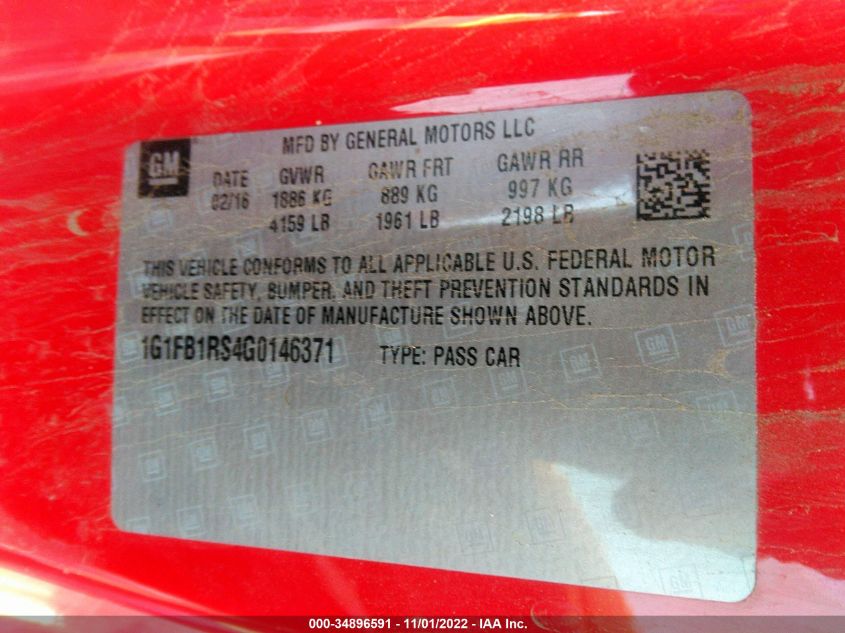 MFD BY GENERAL MOTORS LLC
GM
DATE GVWR GAWR FRT GAWR RR
02/16 1886 KG 889 KG 997 KG
4159 LB 1961 LB 2198 LB
THIS VEHICLE CONFORMS TO ALL APPLICABLE U.S. FEDERAL MOTOR
VEHICLE SAFETY, BUMPER, AND THEFT PREVENTION STANDARDS IN
EFFECT ON THE DATE OF MANUFACTURE SHOWN ABOVE.
1G1FB1RS4G0146371 TYPE: PASS CAR
000-34896591 - 11/01/2022 - IAA Inc.